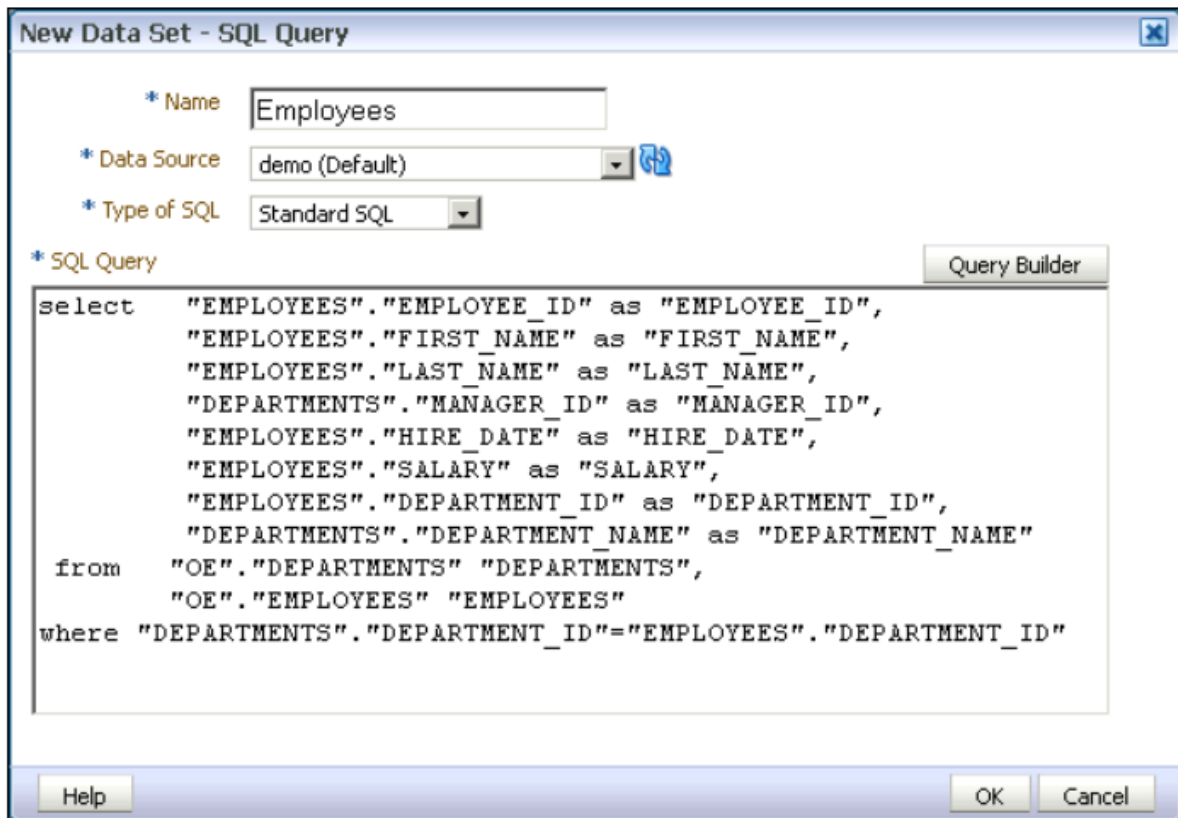 New Data Set - SQL Query
* Name Employees
* Data Source demo (Default)
* Type of SQL Standard SQL
* SQL Query Query Builder
select "EMPLOYEES"."EMPLOYEE_ID" as "EMPLOYEE_ID",
"EMPLOYEES"."FIRST_NAME" as "FIRST_NAME",
"EMPLOYEES"."LAST_NAME" as "LAST_NAME",
"DEPARTMENTS"."MANAGER_ID" as "MANAGER_ID",
"EMPLOYEES"."HIRE_DATE" as "HIRE_DATE",
"EMPLOYEES"."SALARY" as "SALARY",
"EMPLOYEES"."DEPARTMENT_ID" as "DEPARTMENT_ID",
"DEPARTMENTS"."DEPARTMENT_NAME" as "DEPARTMENT_NAME"
from "OE"."DEPARTMENTS" "DEPARTMENTS",
"OE"."EMPLOYEES" "EMPLOYEES"
where "DEPARTMENTS"."DEPARTMENT_ID"="EMPLOYEES"."DEPARTMENT_ID"
Help OK Cancel